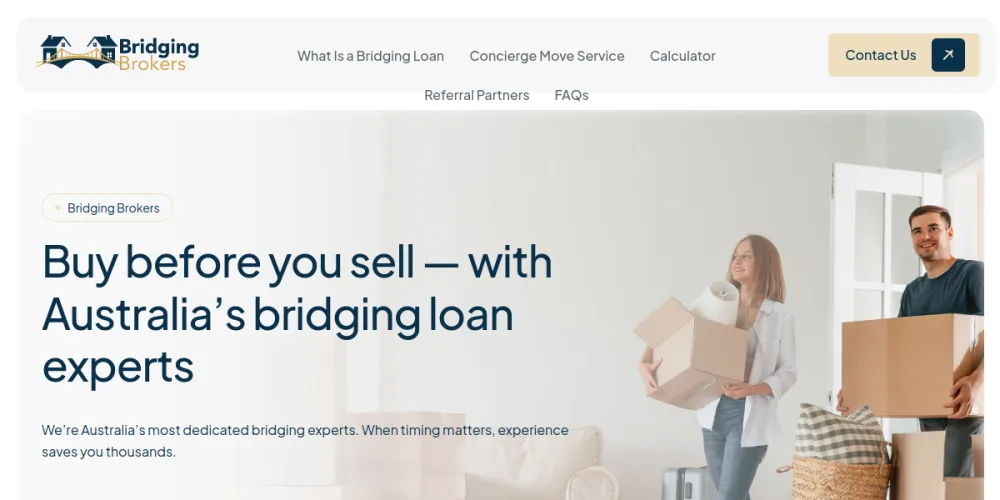 Bridging
Brokers
What Is a Bridging Loan
Concierge Move Service
Calculator
Referral Partners
FAQs
Contact Us
Bridging Brokers
Buy before you sell — with
Australia’s bridging loan
experts
We’re Australia’s most dedicated bridging experts. When timing matters, experience
saves you thousands.